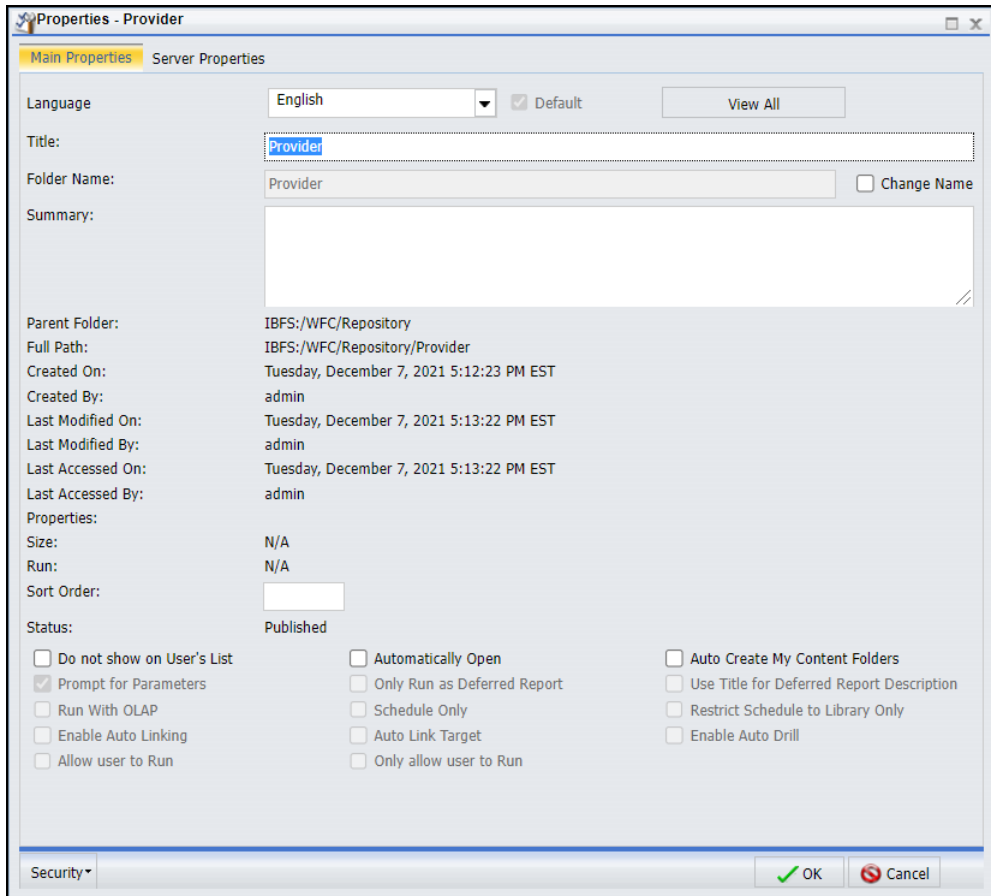 Properties - Provider
Main Properties Server Properties
Language English Default View All
Title: Provider
Folder Name: Provider Change Name
Summary:
Parent Folder: IBFS:/WFC/Repository
Full Path: IBFS:/WFC/Repository/Provider
Created On: Tuesday, December 7, 2021 5:12:23 PM EST
Created By: admin
Last Modified On: Tuesday, December 7, 2021 5:13:22 PM EST
Last Modified By: admin
Last Accessed On: Tuesday, December 7, 2021 5:13:22 PM EST
Last Accessed By: admin
Properties:
Size: N/A
Run: N/A
Sort Order:
Status: Published
Do not show on User's List Automatically Open Auto Create My Content Folders
Prompt for Parameters Only Run as Deferred Report Use Title for Deferred Report Description
Run With OLAP Schedule Only Restrict Schedule to Library Only
Enable Auto Linking Auto Link Target Enable Auto Drill
Allow user to Run Only allow user to Run
Security OK Cancel